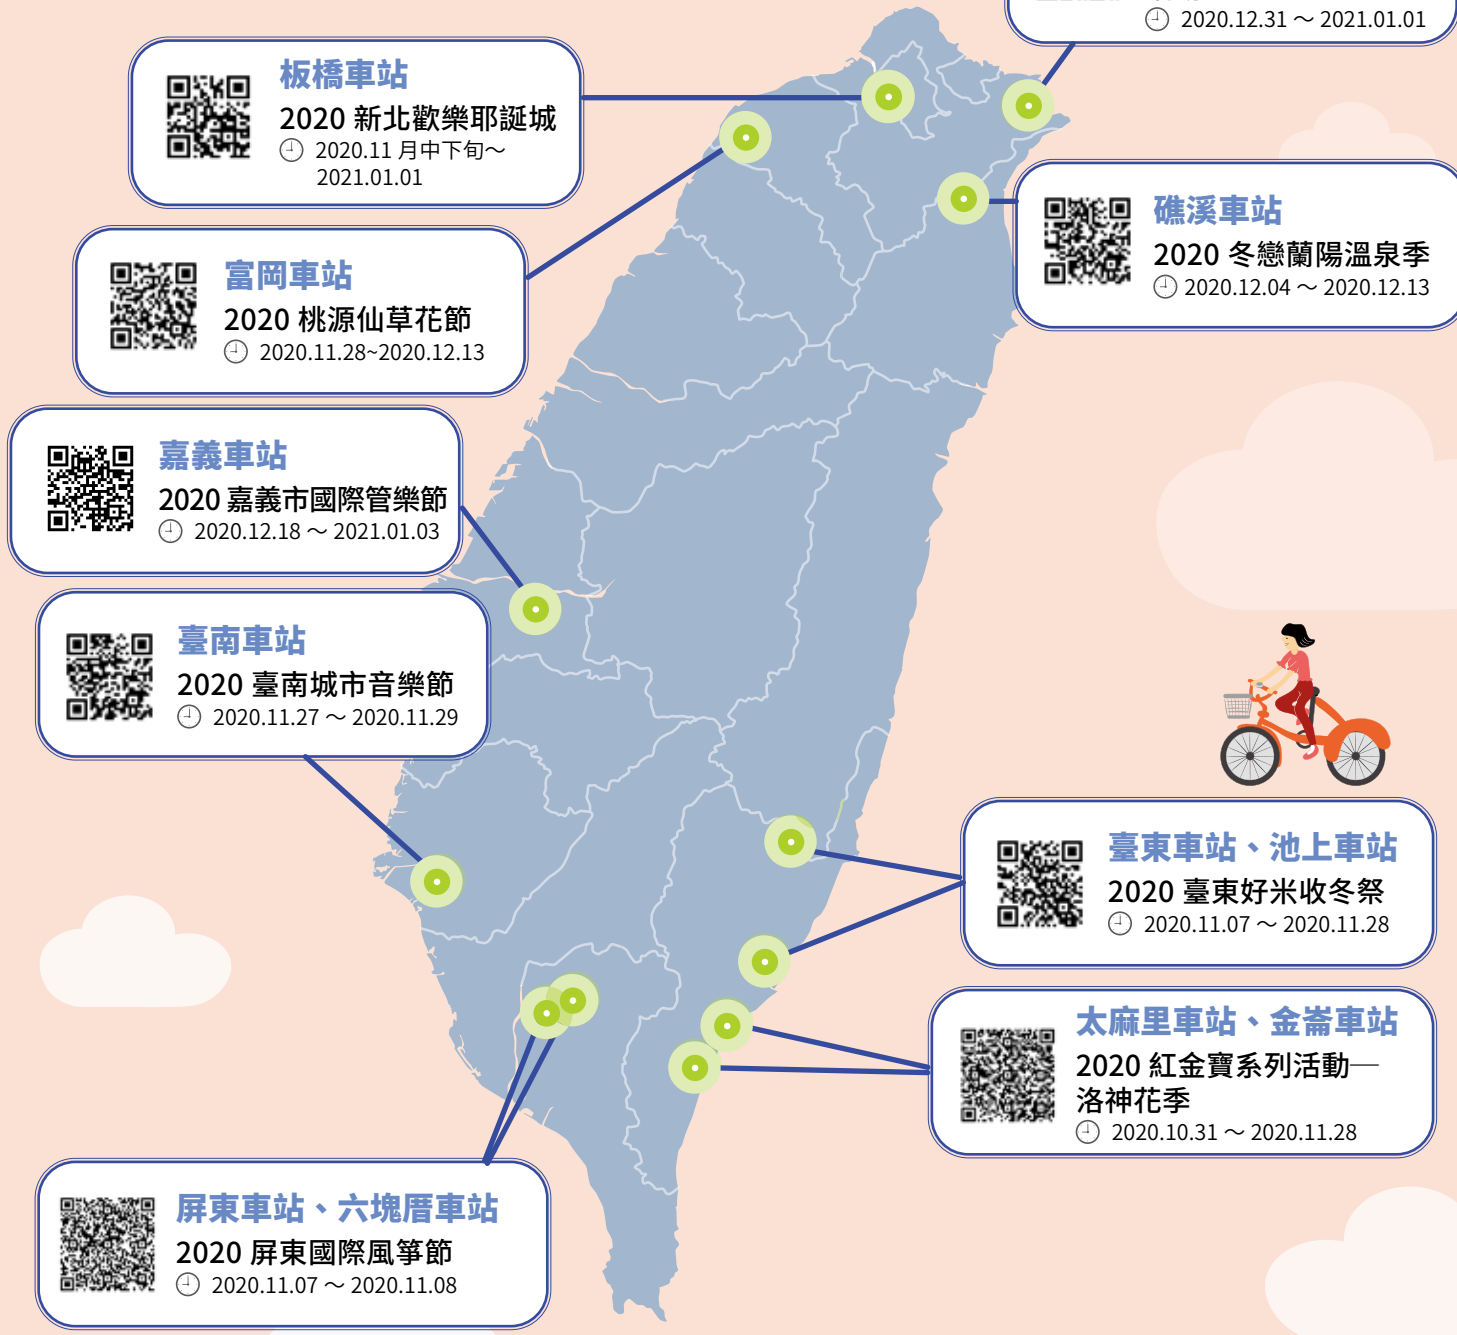 2020.12.31 ～ 2021.01.01
板橋車站
2020 新北歡樂耶誕城
2020.11 月中下旬～
2021.01.01
礁溪車站
2020 冬戀蘭陽溫泉季
2020.12.04 ～ 2020.12.13
富岡車站
2020 桃源仙草花節
2020.11.28~2020.12.13
嘉義車站
2020 嘉義市國際管樂節
2020.12.18 ～ 2021.01.03
臺南車站
2020 臺南城市音樂節
2020.11.27 ～ 2020.11.29
臺東車站、池上車站
2020 臺東好米收冬祭
2020.11.07 ～ 2020.11.28
太麻里車站、金崙車站
2020 紅金寶系列活動─
洛神花季
2020.10.31 ～ 2020.11.28
屏東車站、六塊厝車站
2020 屏東國際風箏節
2020.11.07 ～ 2020.11.08